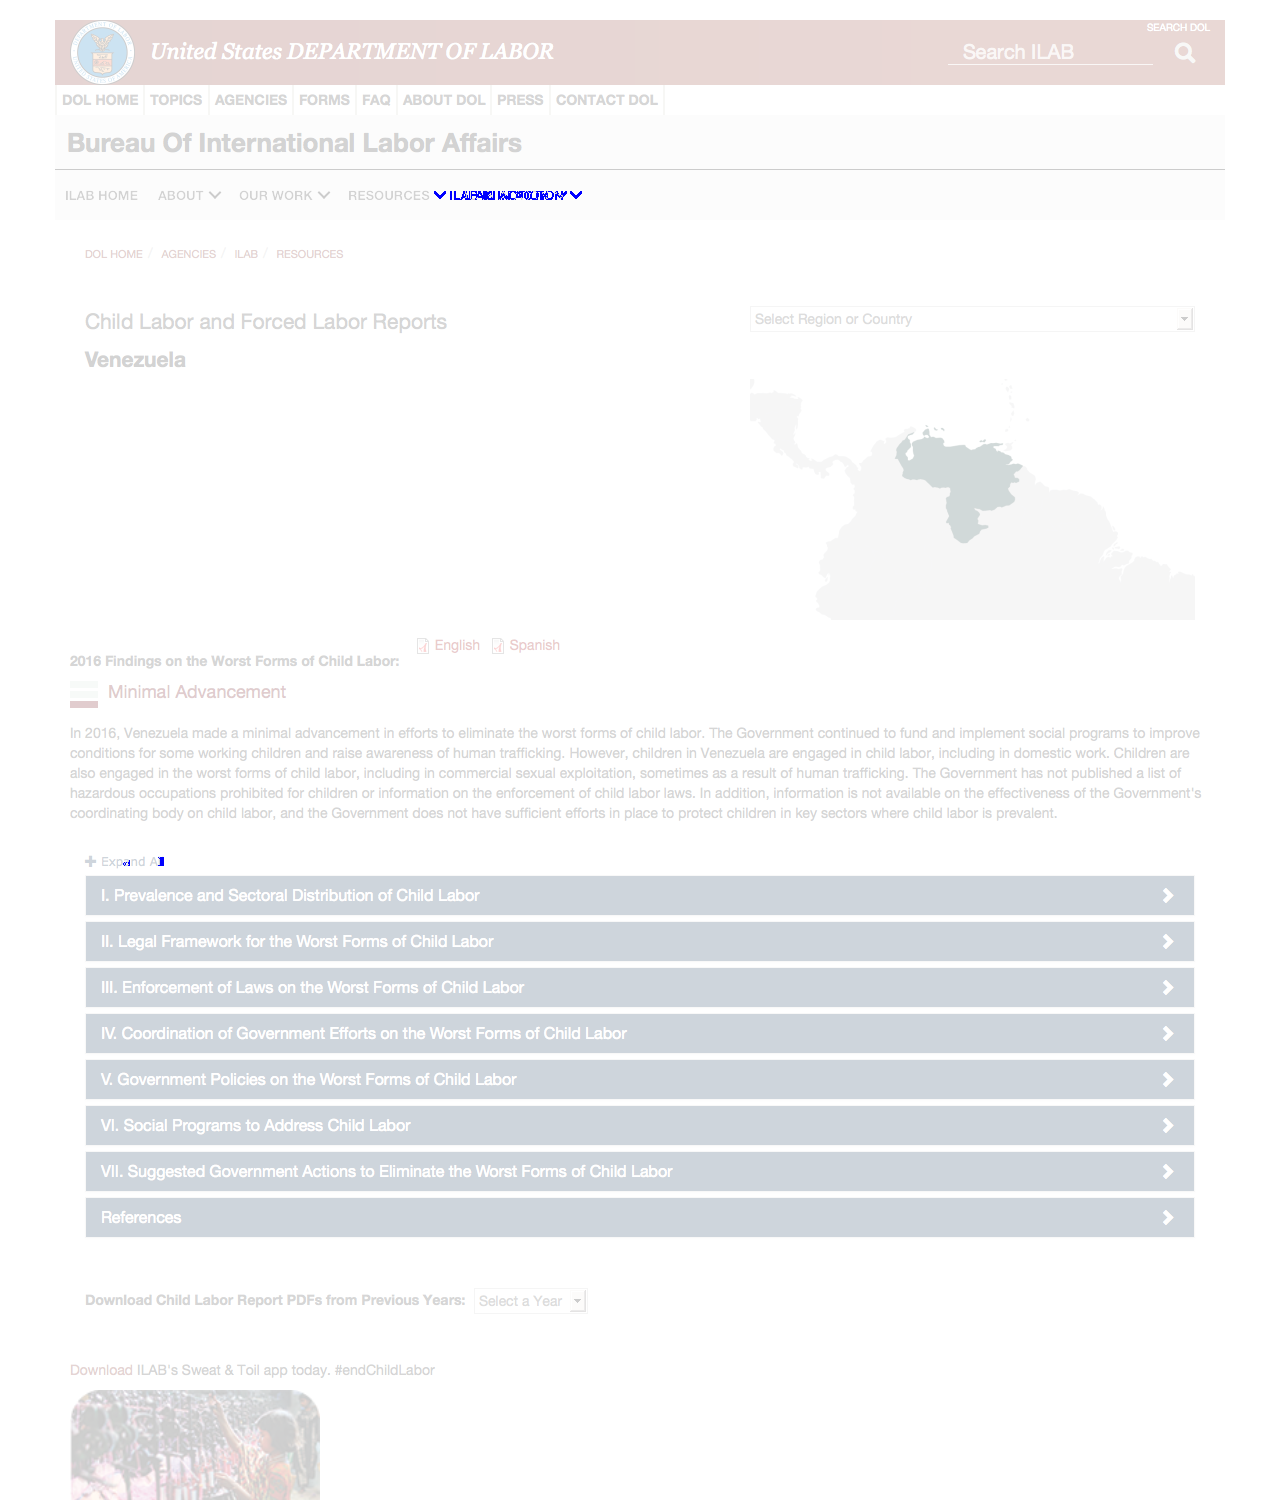 SEARCH DOL
United States DEPARTMENT OF LABOR
Search ILAB
DOL HOME TOPICS AGENCIES FORMS FAQ ABOUT DOL PRESS CONTACT DOL
Bureau Of International Labor Affairs
ILAB HOME ABOUT OUR WORK RESOURCES
DOL HOME / AGENCIES / ILAB / RESOURCES
Child Labor and Forced Labor Reports
Select Region or Country
Venezuela
English Spanish
2016 Findings on the Worst Forms of Child Labor:
Minimal Advancement
In 2016, Venezuela made a minimal advancement in efforts to eliminate the worst forms of child labor. The Government continued to fund and implement social programs to improve
conditions for some working children and raise awareness of human trafficking. However, children in Venezuela are engaged in child labor, including in domestic work. Children are
also engaged in the worst forms of child labor, including in commercial sexual exploitation, sometimes as a result of human trafficking. The Government has not published a list of
hazardous occupations prohibited for children or information on the enforcement of child labor laws. In addition, information is not available on the effectiveness of the Government's
coordinating body on child labor, and the Government does not have sufficient efforts in place to protect children in key sectors where child labor is prevalent.
Expand All
I. Prevalence and Sectoral Distribution of Child Labor
II. Legal Framework for the Worst Forms of Child Labor
III. Enforcement of Laws on the Worst Forms of Child Labor
IV. Coordination of Government Efforts on the Worst Forms of Child Labor
V. Government Policies on the Worst Forms of Child Labor
VI. Social Programs to Address Child Labor
VII. Suggested Government Actions to Eliminate the Worst Forms of Child Labor
References
Download Child Labor Report PDFs from Previous Years: Select a Year
Download ILAB's Sweat & Toil app today. #endChildLabor